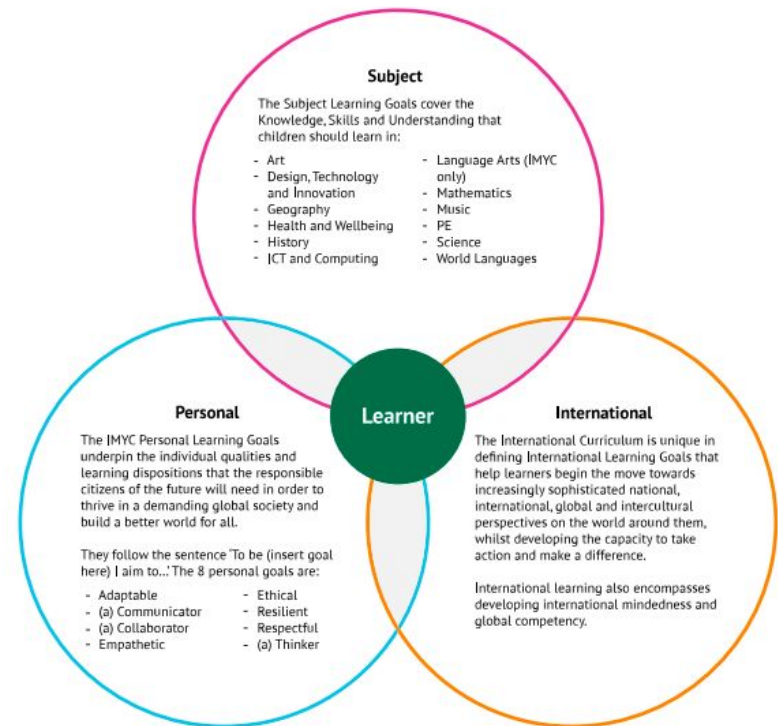 Subject
The Subject Learning Goals cover the
Knowledge, Skills and Understanding that
children should learn in:
- Art
- Design, Technology
and Innovation
- Geography
- Health and Wellbeing
- History
- ICT and Computing
- Language Arts (IMYC
only)
- Mathematics
- Music
- PE
- Science
- World Languages
Learner
Personal
The IMYC Personal Learning Goals
underpin the individual qualities and
learning dispositions that the responsible
citizens of the future will need in order to
thrive in a demanding global society and
build a better world for all.
They follow the sentence ‘To be (insert goal
here) I aim to...’ The 8 personal goals are:
- Adaptable
- (a) Communicator
- (a) Collaborator
- Empathetic
- Ethical
- Resilient
- Respectful
- (a) Thinker
International
The International Curriculum is unique in
defining International Learning Goals that
help learners begin the move towards
increasingly sophisticated national,
international, global and intercultural
perspectives on the world around them,
whilst developing the capacity to take
action and make a difference.
International learning also encompasses
developing international mindedness and
global competency.